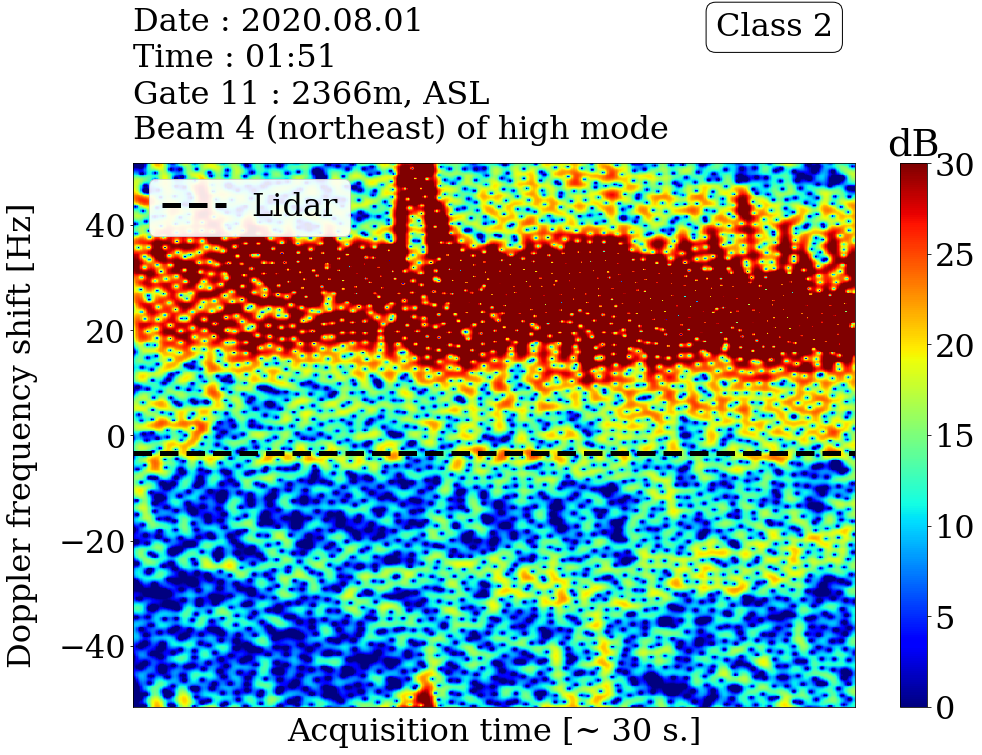 Date : 2020.08.01
Time : 01:51
Gate 11 : 2366m, ASL
Beam 4 (northeast) of high mode
Class 2
dB
Lidar
Doppler frequency shift [Hz]
40
20
0
−20
−40
Acquisition time [~ 30 s.]
30
25
20
15
10
5
0